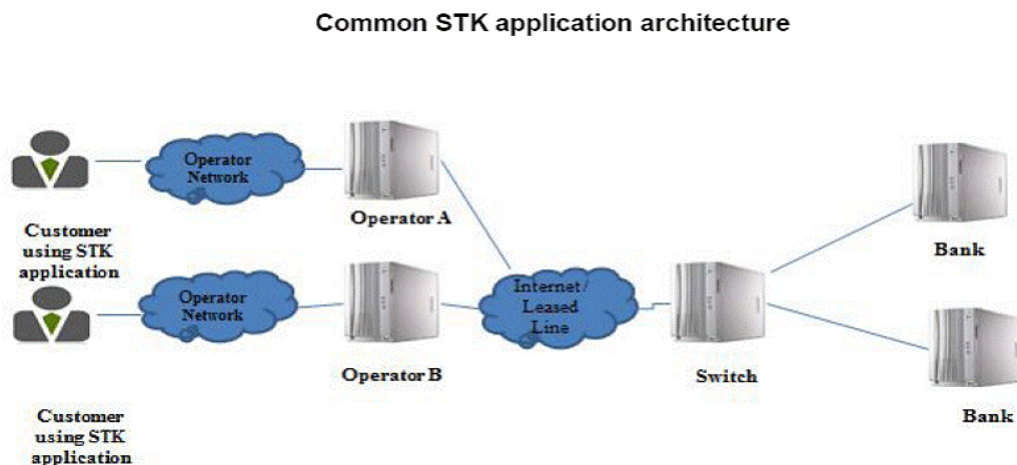 Common STK application architecture
Operator
Network
Operator A
Customer
using STK
application
Bank
Operator
Network
Internet /
Leased
Line
Operator B
Switch
Bank
Customer
using STK
application